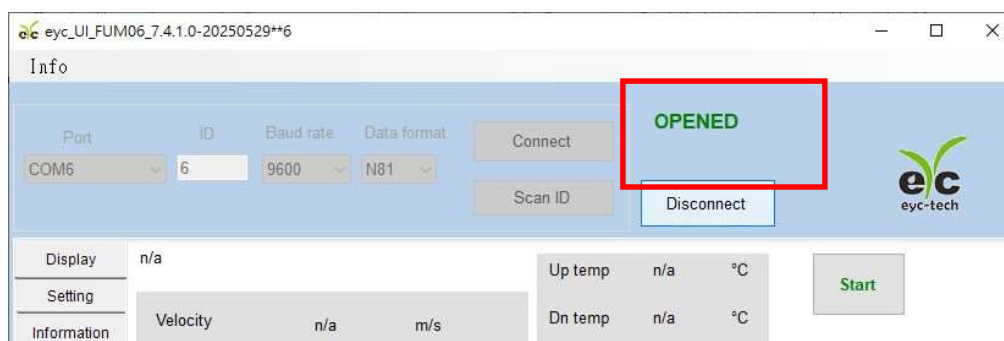 eyc_UI_FUM06_7.4.1.0-20250529**6
Info
OPENED
Port ID Baud rate Data format
Connect
COM6 6 9600 N81
Scan ID
Disconnect
eyc
eyc-tech
Display
Setting
Information
n/a
Velocity n/a m/s
Up temp n/a °C
Dn temp n/a °C
Start